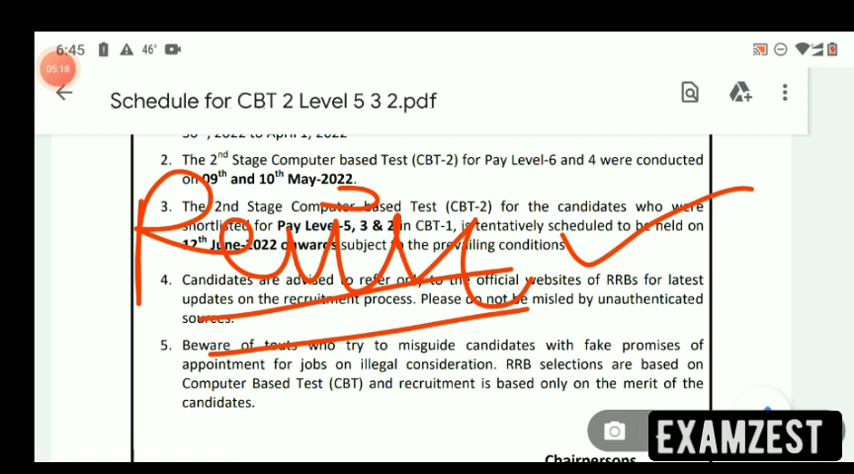 6:45 46°
05:18
Schedule for CBT 2 Level 5 3 2.pdf
30 , 2022 to April 1, 2022
2. The 2nd Stage Computer based Test (CBT-2) for Pay Level-6 and 4 were conducted
on 09th and 10th May-2022.
3. The 2nd Stage Computer based Test (CBT-2) for the candidates who were
shortlisted for Pay Level-5, 3 & 2 in CBT-1, is tentatively scheduled to be held on
12th June-2022 onwards subject to the prevailing conditions
4. Candidates are advised to refer only to the official websites of RRBs for latest
updates on the recruitment process. Please do not be misled by unauthenticated
sources.
5. Beware of touts who try to misguide candidates with fake promises of
appointment for jobs on illegal consideration. RRB selections are based on
Computer Based Test (CBT) and recruitment is based only on the merit of the
candidates.
EXAMZEST
Chairpersons